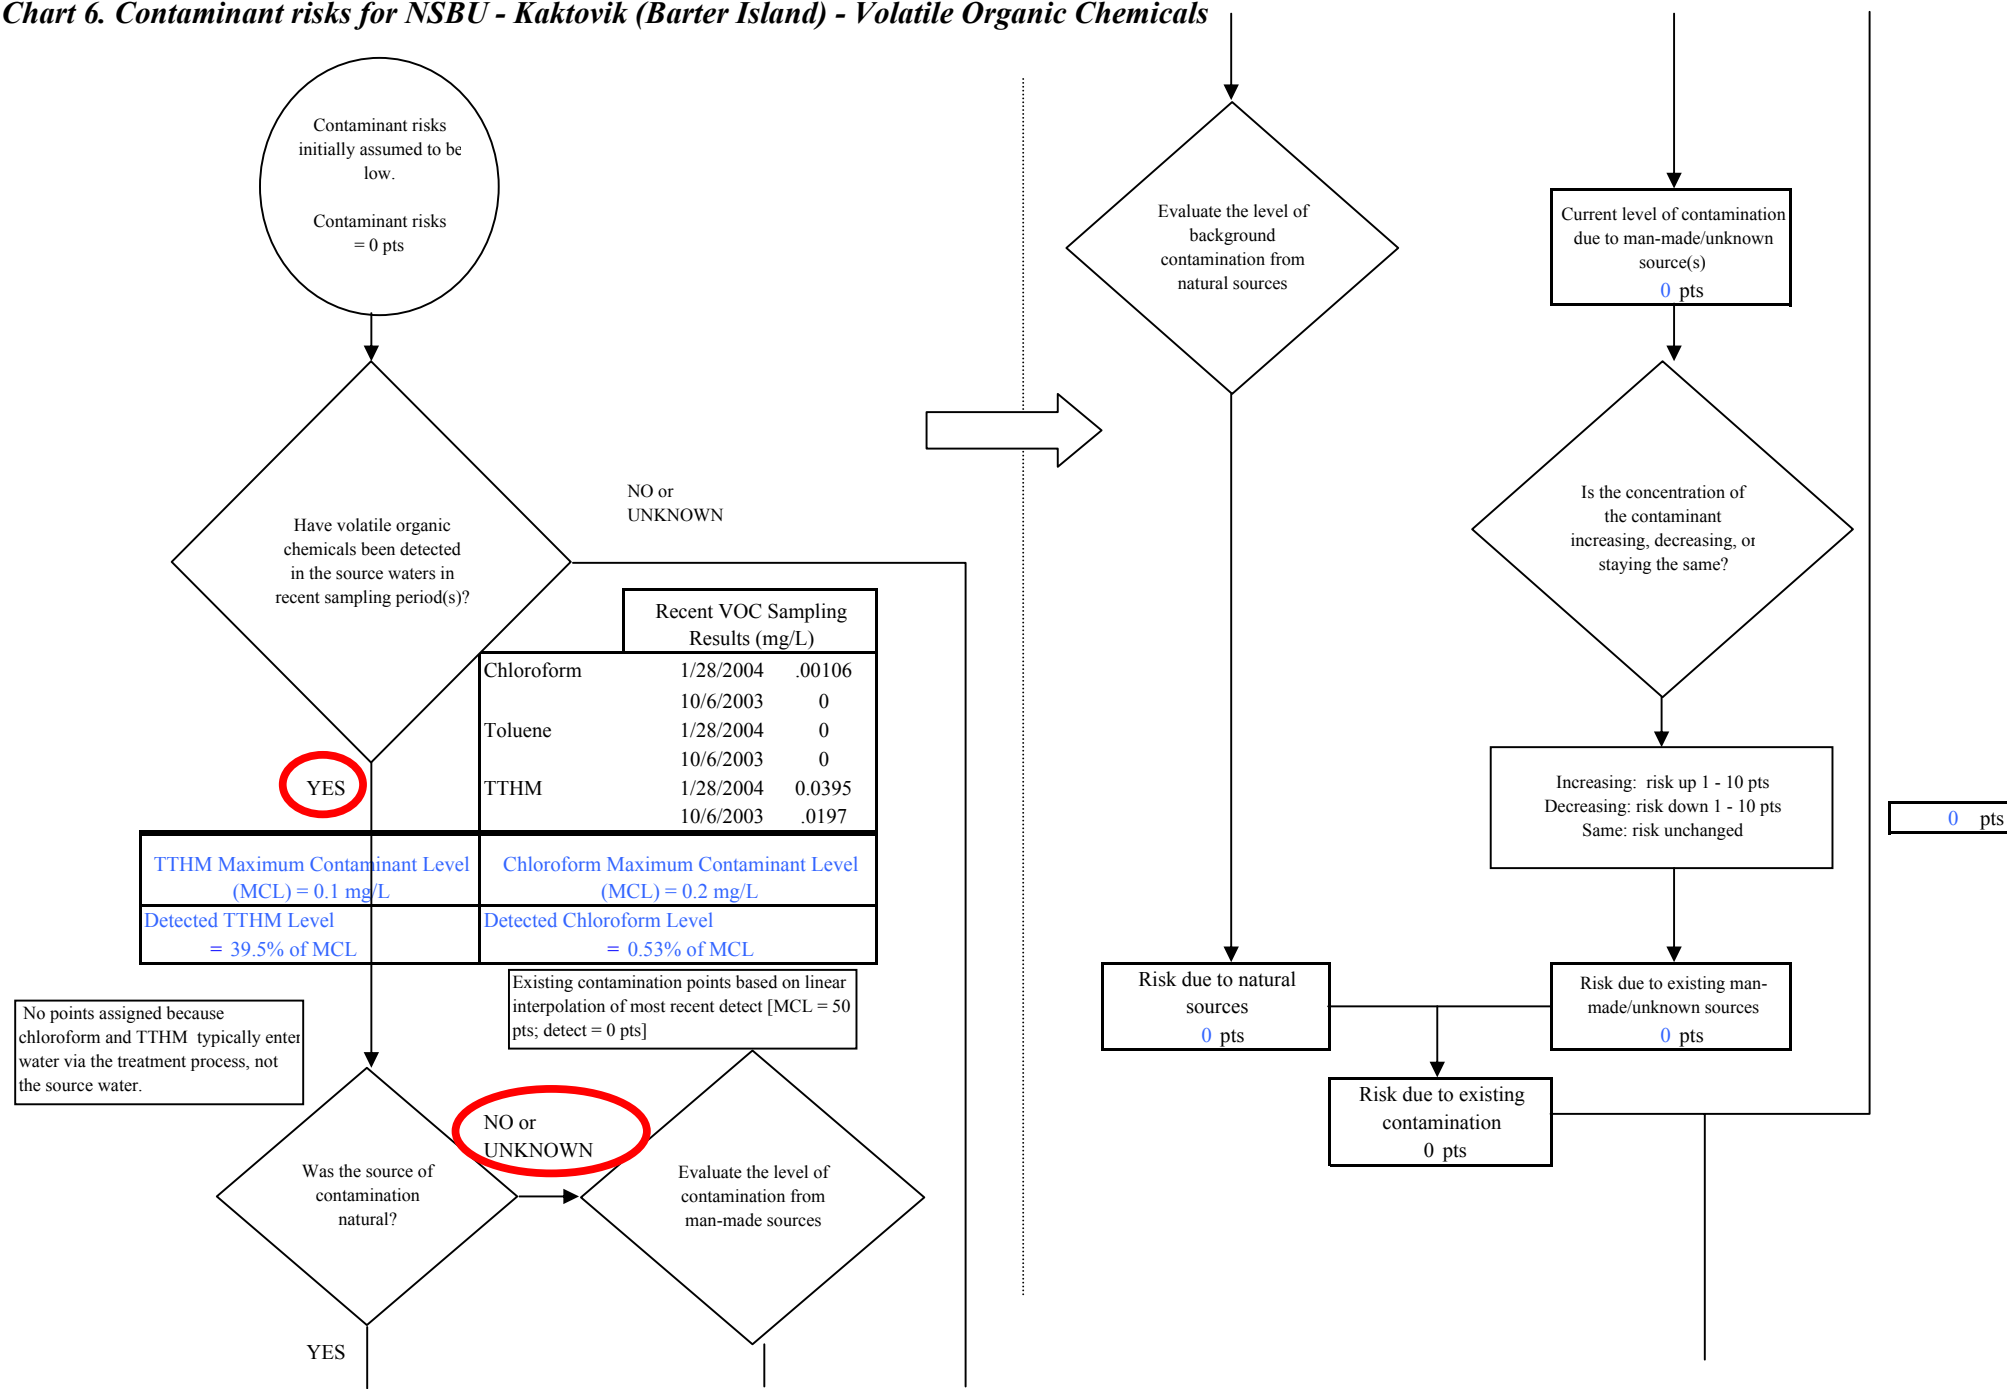 Chart 6. Contaminant risks for NSBU - Kaktovik (Barter Island) - Volatile Organic Chemicals
Contaminant risks
initially assumed to be
low.
Contaminant risks
= 0 pts
Have volatile organic
chemicals been detected
in the source waters in
recent sampling period(s)?
NO or
UNKNOWN
YES
Recent VOC Sampling
Results (mg/L)
Chloroform 1/28/2004 .00106
10/6/2003 0
Toluene 1/28/2004 0
10/6/2003 0
TTHM 1/28/2004 0.0395
10/6/2003 .0197
TTHM Maximum Contaminant Level
(MCL) = 0.1 mg/L
Chloroform Maximum Contaminant Level
(MCL) = 0.2 mg/L
Detected TTHM Level
= 39.5% of MCL
Detected Chloroform Level
= 0.53% of MCL
Existing contamination points based on linear
interpolation of most recent detect [MCL = 50
pts; detect = 0 pts]
No points assigned because
chloroform and TTHM typically enter
water via the treatment process, not
the source water.
Was the source of
contamination
natural?
NO or
UNKNOWN
YES
Evaluate the level of
contamination from
man-made sources
Evaluate the level of
background
contamination from
natural sources
Current level of contamination
due to man-made/unknown
source(s)
0 pts
Is the concentration of
the contaminant
increasing, decreasing, or
staying the same?
Increasing: risk up 1 - 10 pts
Decreasing: risk down 1 - 10 pts
Same: risk unchanged
0 pts
Risk due to natural
sources
0 pts
Risk due to existing man-
made/unknown sources
0 pts
Risk due to existing
contamination
0 pts